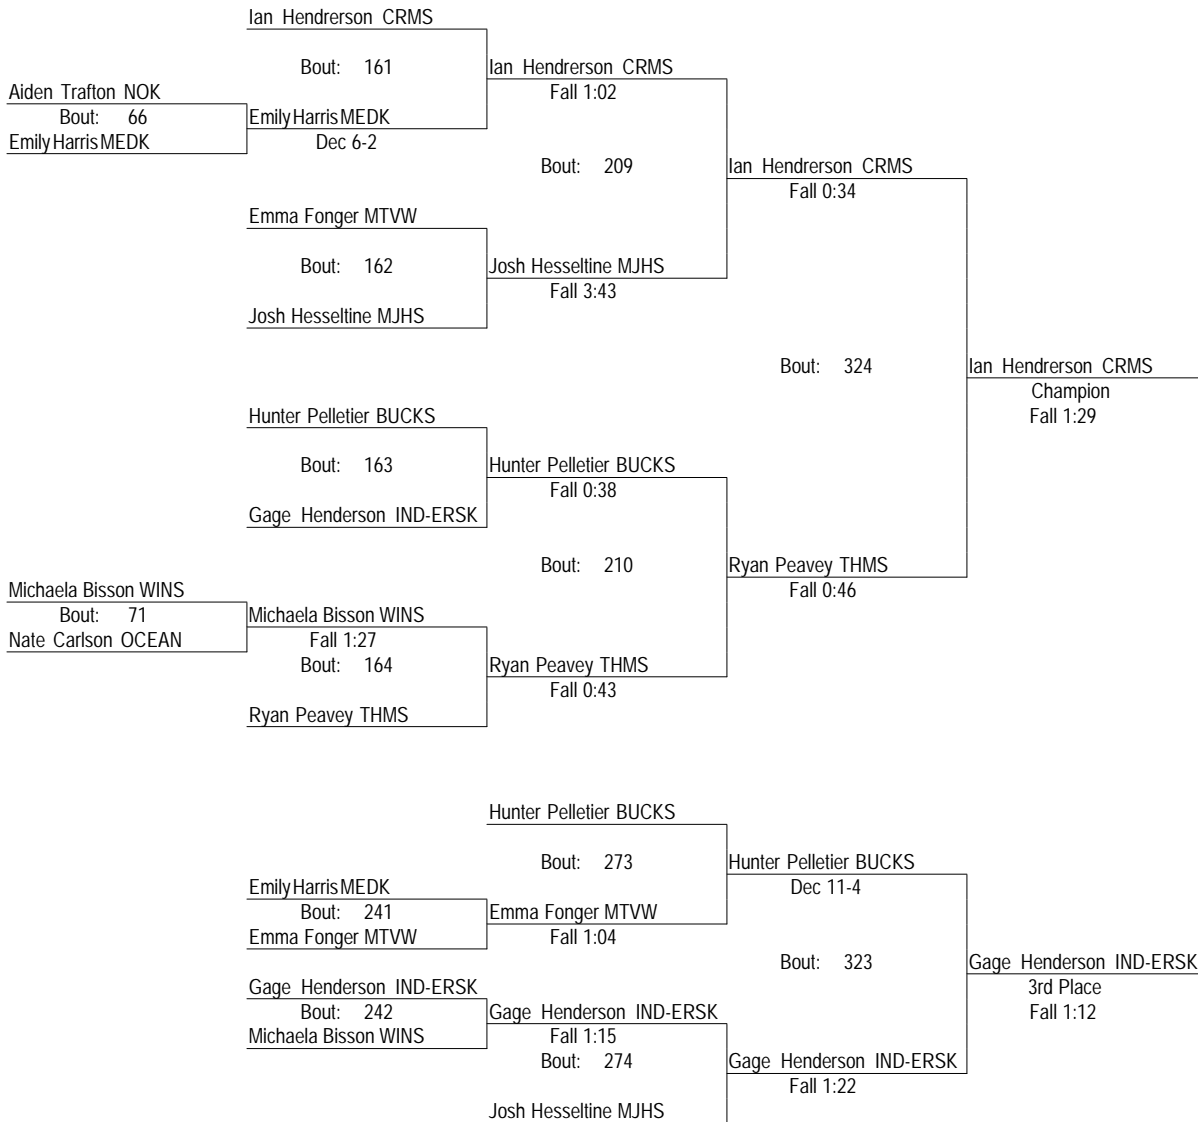 Ian Hendrerson CRMS
Bout: 161
Ian Hendrerson CRMS
Aiden Trafton NOK
Fall 1:02
Bout: 66
Emily Harris MEDK
Emily Harris MEDK
Dec 6-2
Bout: 209
Ian Hendrerson CRMS
Fall 0:34
Emma Fonger MTVW
Bout: 162
Josh Hesseltine MJHS
Fall 3:43
Josh Hesseltine MJHS
Bout: 324
Ian Hendrerson CRMS
Champion
Fall 1:29
Hunter Pelletier BUCKS
Bout: 163
Hunter Pelletier BUCKS
Fall 0:38
Gage Henderson IND-ERSK
Bout: 210
Ryan Peavey THMS
Fall 0:46
Michaela Bisson WINS
Bout: 71
Michaela Bisson WINS
Nate Carlson OCEAN
Fall 1:27
Bout: 164
Ryan Peavey THMS
Fall 0:43
Ryan Peavey THMS
Hunter Pelletier BUCKS
Bout: 273
Hunter Pelletier BUCKS
Dec 11-4
Emily Harris MEDK
Bout: 241
Emma Fonger MTVW
Emma Fonger MTVW
Fall 1:04
Bout: 323
Gage Henderson IND-ERSK
3rd Place
Fall 1:12
Gage Henderson IND-ERSK
Bout: 242
Gage Henderson IND-ERSK
Michaela Bisson WINS
Fall 1:15
Bout: 274
Gage Henderson IND-ERSK
Fall 1:22
Josh Hesseltine MJHS